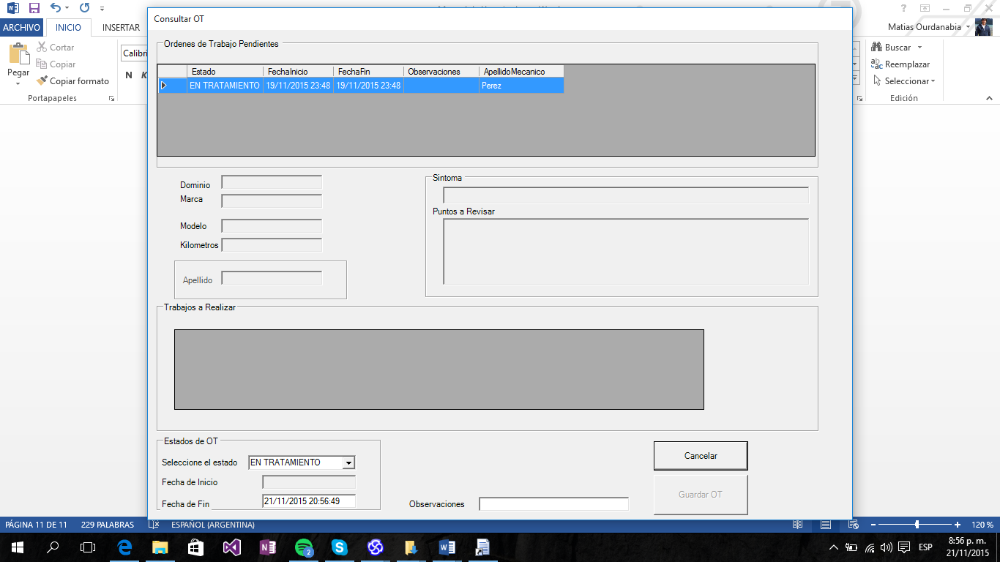 ARCHIVO INICIO INSERTAR
Matias Ourdanabia
Pegar
Cortar
Copiar
Copiar formato
Portapapeles
Calibri
N K
Buscar
Reemplazar
Seleccionar
Edición
Consultar OT
Ordenes de Trabajo Pendientes
Estado FechaInicio FechaFin Observaciones ApellidoMecanico
EN TRATAMIENTO 19/11/2015 23:48 19/11/2015 23:48 Perez
Dominio
Marca
Modelo
Kilometros
Apellido
Sintoma
Puntos a Revisar
Trabajos a Realizar
Estados de OT
Seleccione el estado EN TRATAMIENTO
Fecha de Inicio
Fecha de Fin 21/11/2015 20:56:49
Observaciones
Cancelar
Guardar OT
PÁGINA 11 DE 11 229 PALABRAS ESPAÑOL (ARGENTINA) 120 %
2
ESP
8:56 p. m.
21/11/2015